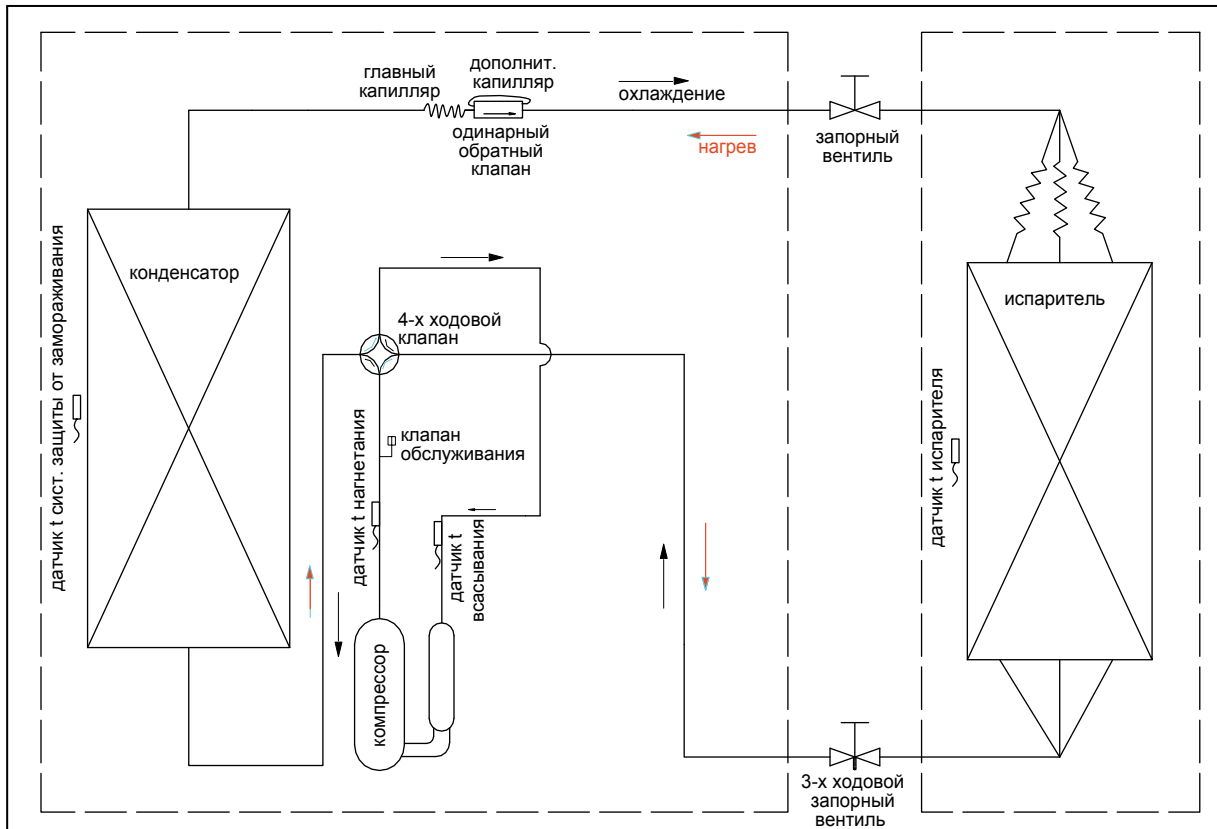 главный
капилляр
дополнит.
капилляр
охлаждение
одинарный
обратный
клапан
нагрев
запорный
вентиль
датчик t сист. защиты от замораживания
конденсатор
4-х ходовой
клапан
испаритель
клапан
обслуживания
датчик t нагнетания
датчик t
всасывания
датчик t испарителя
компрессор
3-х ходовой
запорный
вентиль